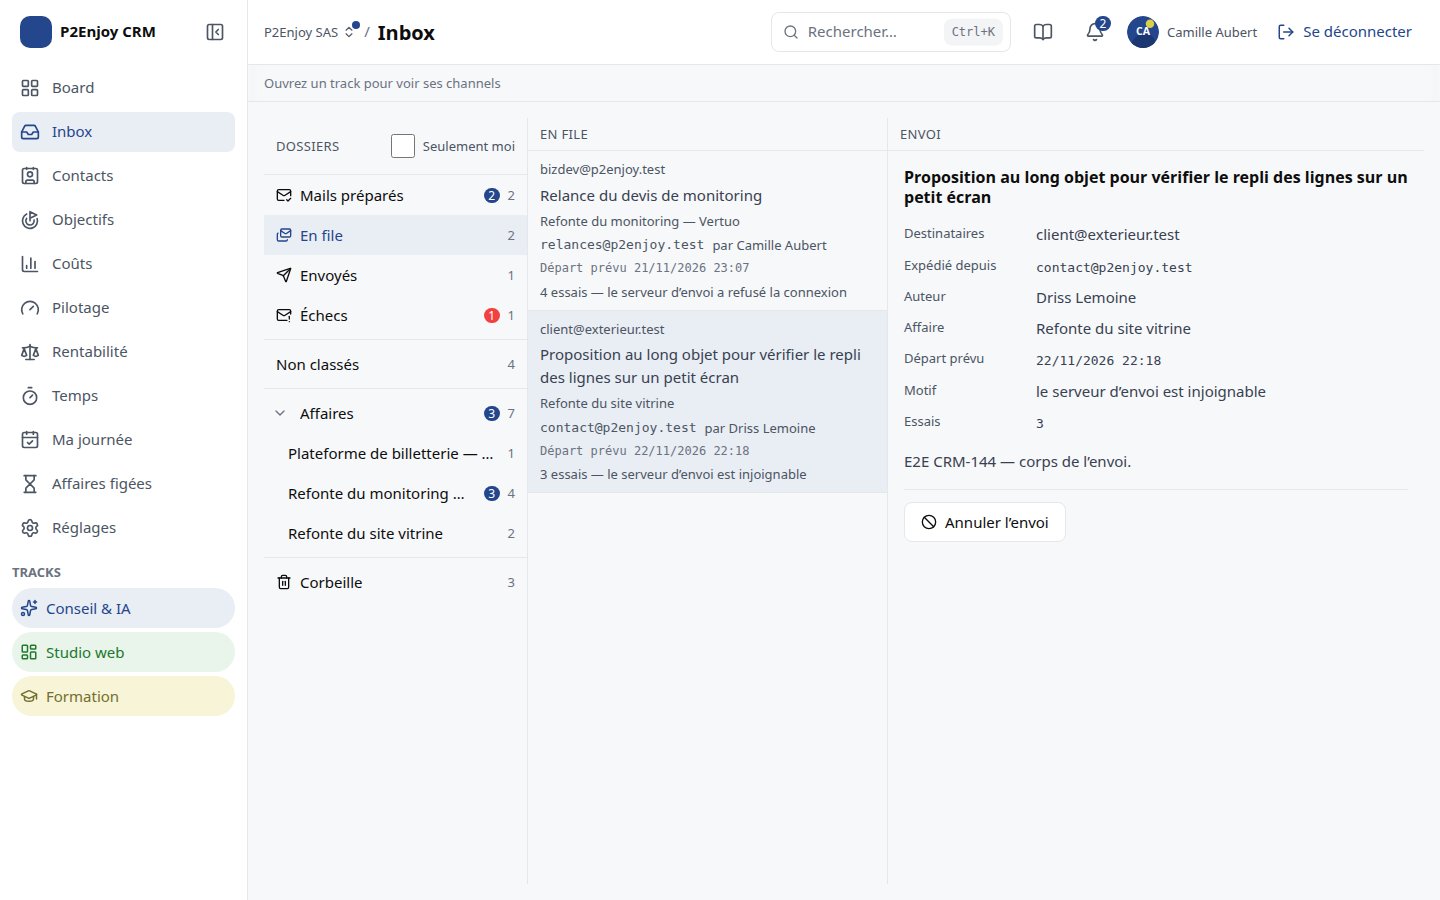 P2Enjoy CRM
Board
Inbox
Contacts
Objectifs
Coûts
Pilotage
Rentabilité
Temps
Ma journée
Affaires figées
Réglages
TRACKS
Conseil & IA
Studio web
Formation
P2Enjoy SAS / Inbox
Rechercher... Ctrl+K
2
CA Camille Aubert
Se déconnecter
Ouvrez un track pour voir ses channels
DOSSIERS Seulement moi
Mails préparés 2 2
En file 2
Envoyés 1
Échecs 1 1
Non classés 4
Affaires 3 7
Plateforme de billetterie — ... 1
Refonte du monitoring ... 3 4
Refonte du site vitrine 2
Corbeille 3
EN FILE
bizdev@p2enjoy.test
Relance du devis de monitoring
Refonte du monitoring — Vertuo
relances@p2enjoy.test par Camille Aubert
Départ prévu 21/11/2026 23:07
4 essais — le serveur d’envoi a refusé la connexion
client@exterieur.test
Proposition au long objet pour vérifier le repli
des lignes sur un petit écran
Refonte du site vitrine
contact@p2enjoy.test par Driss Lemoine
Départ prévu 22/11/2026 22:18
3 essais — le serveur d’envoi est injoignable
ENVOI
Proposition au long objet pour vérifier le repli des lignes sur un
petit écran
Destinataires client@exterieur.test
Expédié depuis contact@p2enjoy.test
Auteur Driss Lemoine
Affaire Refonte du site vitrine
Départ prévu 22/11/2026 22:18
Motif le serveur d’envoi est injoignable
Essais 3
E2E CRM-144 — corps de l’envoi.
Annuler l’envoi